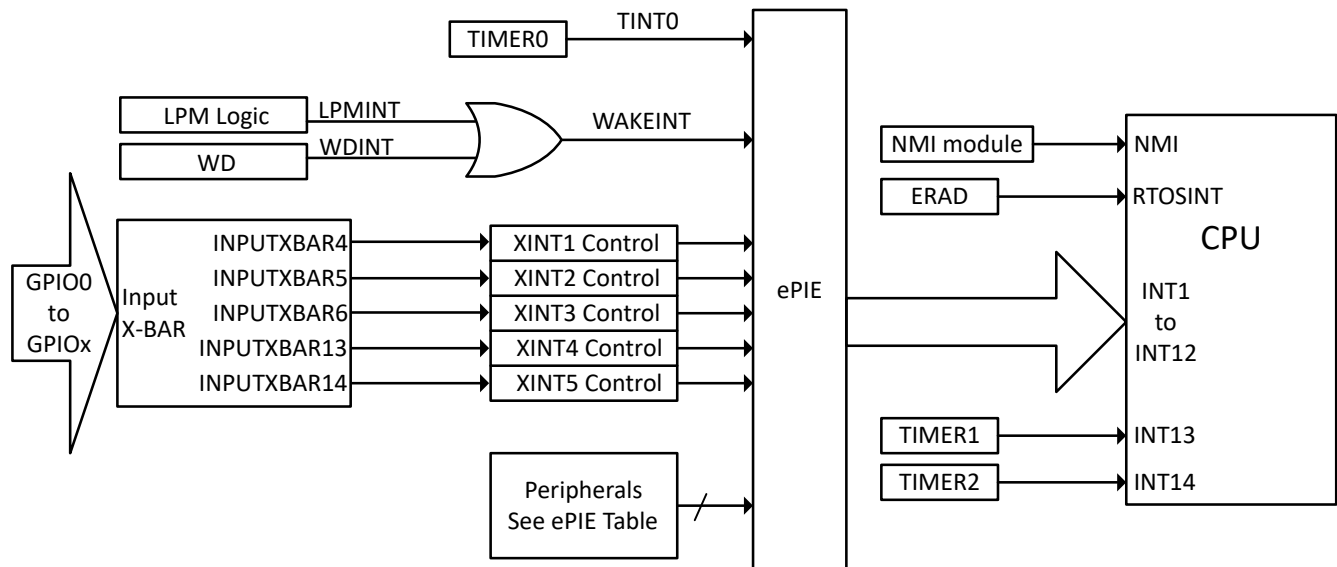 TIMER0
TINT0
LPM Logic
LPMINT
WD
WDINT
WAKEINT
GPIO0
to
GPIOx
Input
X-BAR
INPUTXBAR4
INPUTXBAR5
INPUTXBAR6
INPUTXBAR13
INPUTXBAR14
XINT1 Control
XINT2 Control
XINT3 Control
XINT4 Control
XINT5 Control
Peripherals
See ePIE Table
ePIE
NMI module
ERAD
TIMER1
TIMER2
NMI
RTOSINT
CPU
INT1
to
INT12
INT13
INT14